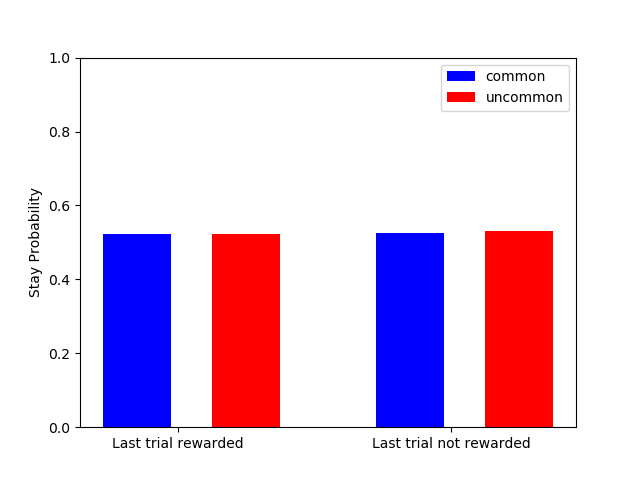 common
uncommon
Stay Probability
1.0
0.8
0.6
0.4
0.2
0.0
Last trial rewarded
Last trial not rewarded